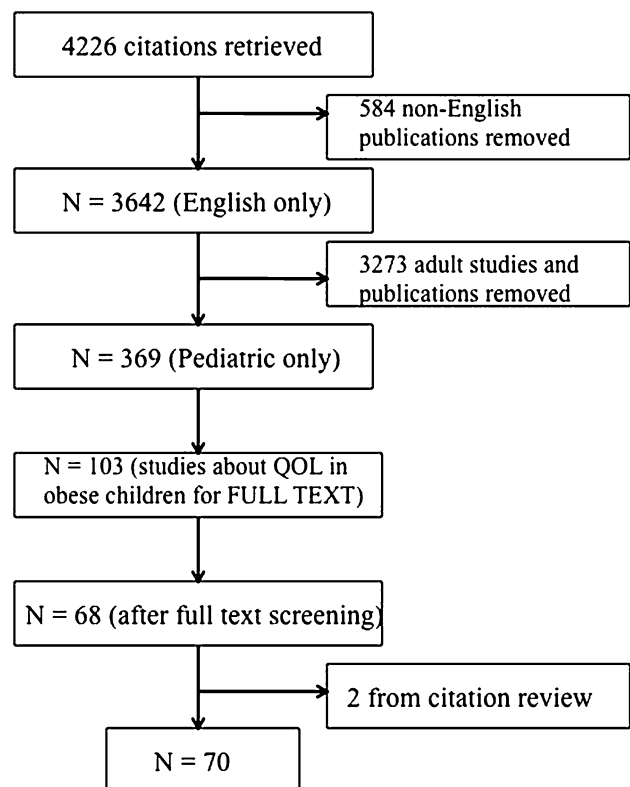 4226 citations retrieved
584 non-English
publications removed
N = 3642 (English only)
3273 adult studies and
publications removed
N = 369 (Pediatric only)
N = 103 (studies about QOL in
obese children for FULL TEXT)
N = 68 (after full text screening)
2 from citation review
N = 70